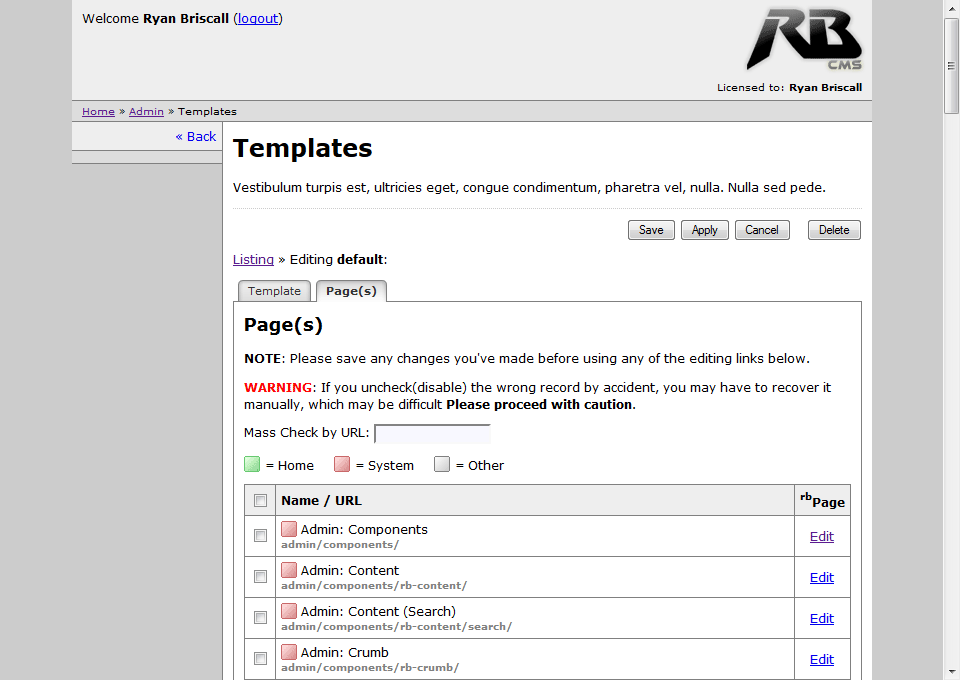 Welcome Ryan Briscall (logout)
RB
CMS
Licensed to: Ryan Briscall
Home » Admin » Templates
« Back
Templates
Vestibulum turpis est, ultricies eget, congue condimentum, pharetra vel, nulla. Nulla sed pede.
Save Apply Cancel Delete
Listing » Editing default:
Template Page(s)
Page(s)
NOTE: Please save any changes you've made before using any of the editing links below.
WARNING: If you uncheck(disable) the wrong record by accident, you may have to recover it
manually, which may be difficult Please proceed with caution.
Mass Check by URL:
= Home = System = Other
Name / URL rbPage
Admin: Components Edit
admin/components/
Admin: Content Edit
admin/components/rb-content/
Admin: Content (Search) Edit
admin/components/rb-content/search/
Admin: Crumb Edit
admin/components/rb-crumb/